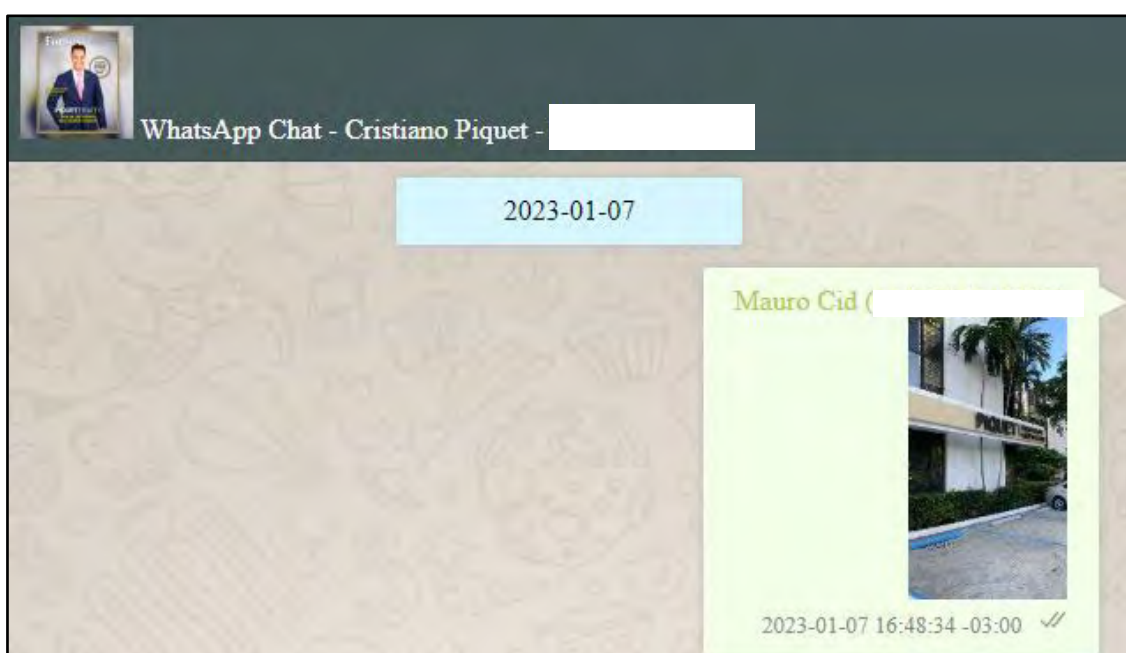 WhatsApp Chat - Cristiano Piquet -
2023-01-07
Mauro Cid (
PIQUET
2023-01-07 16:48:34 -03:00